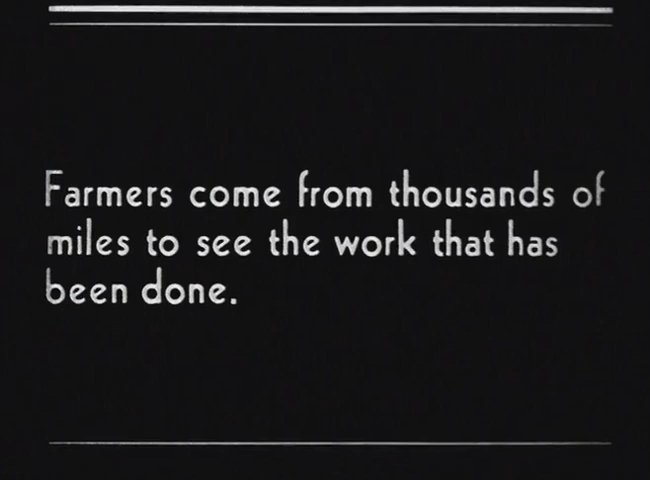 Farmers come from thousands of
miles to see the work that has
been done.